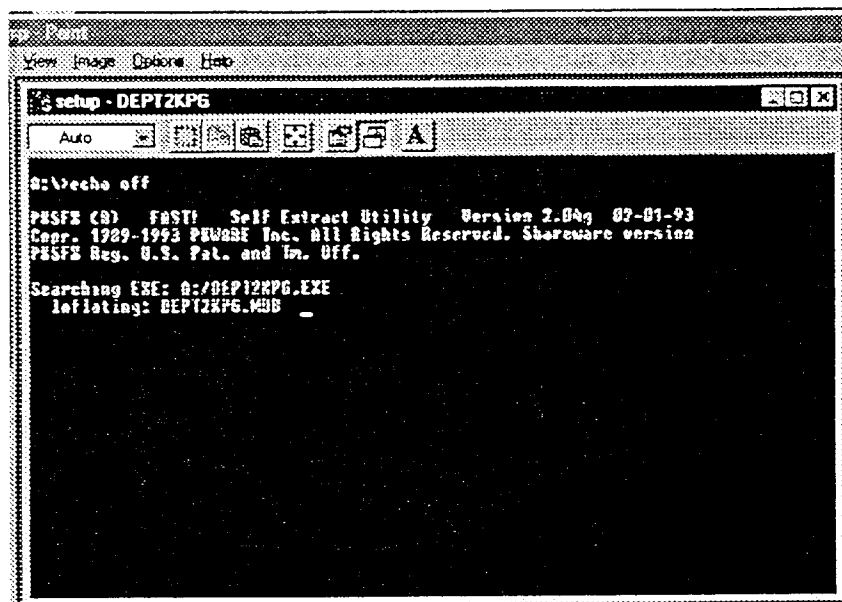 Paint
View Image Options Help
setup - DEPT2KPG
Auto
A
A:\>echo off
PKSFX (R) FAST! Self Extract Utility Version 2.04g 02-01-93
Copr. 1989-1993 PKWARE Inc. All Rights Reserved. Shareware version
PKSFX Reg. U.S. Pat. and Tm. Off.
Searching EXE: A:/DEPT2KPG.EXE
Inflating: DEPT2KPG.MDB